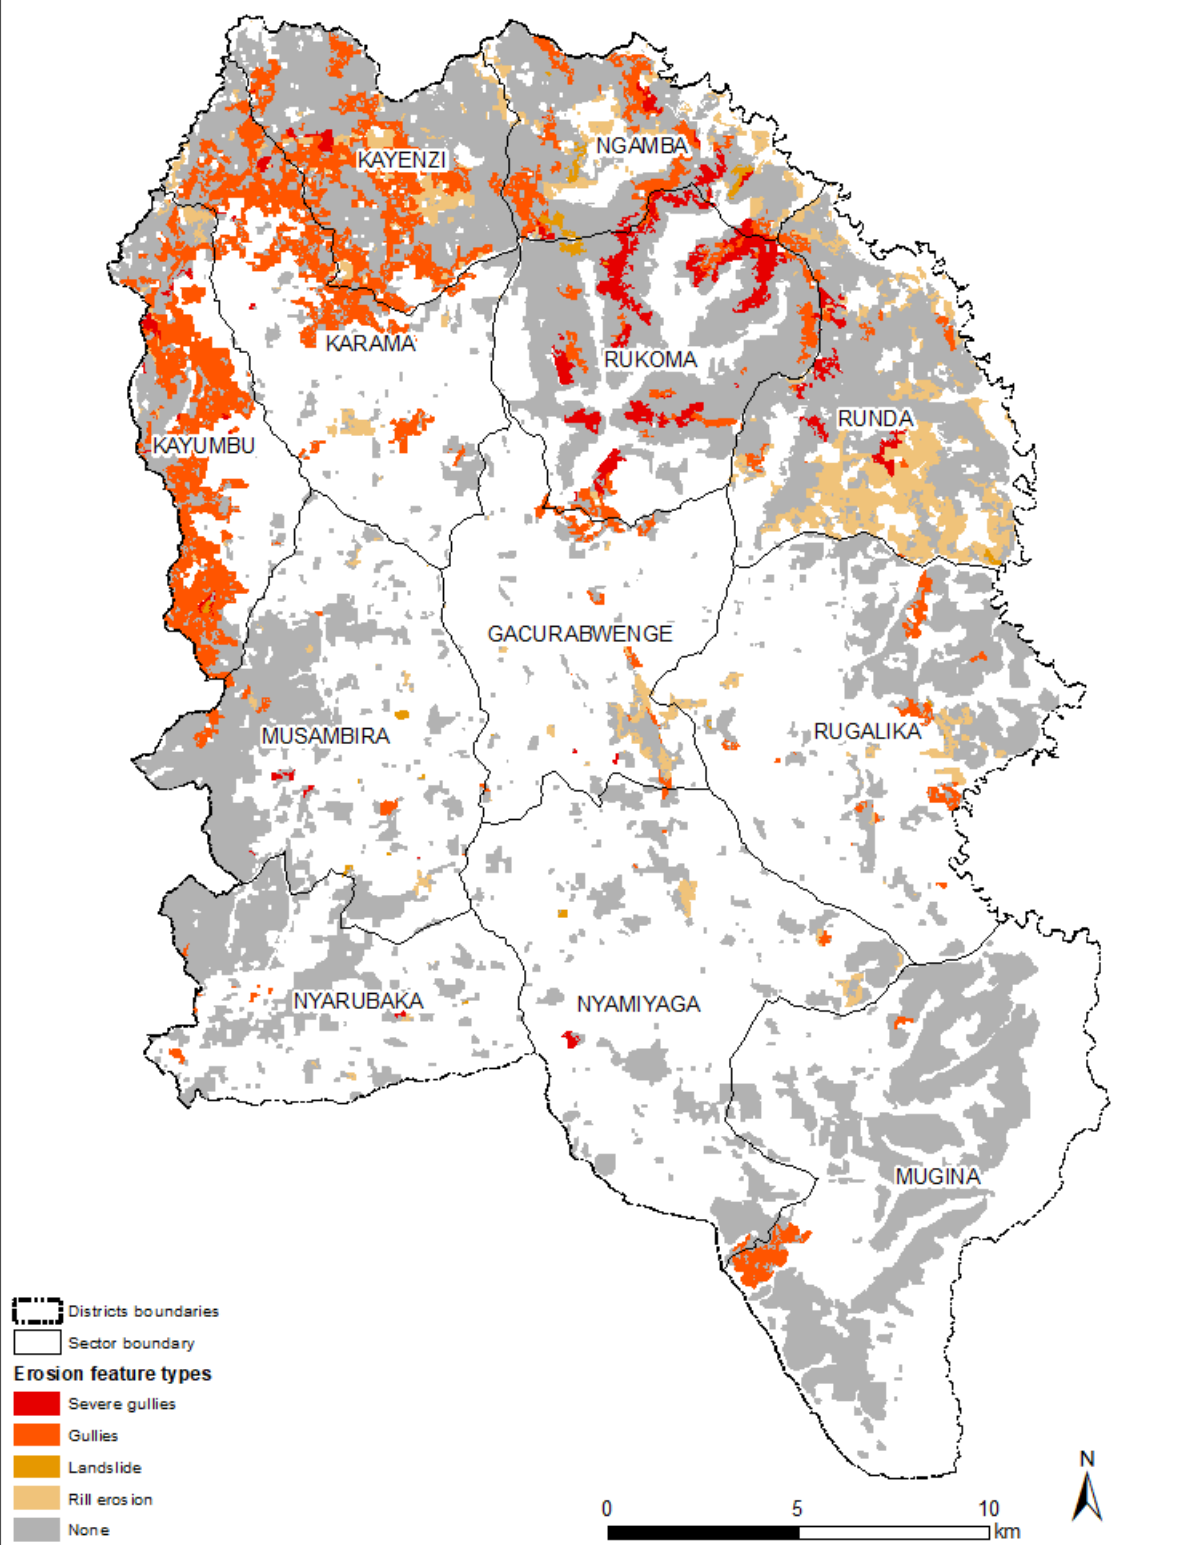 NGAMBA
KAYENZI
KARAMA
RUKOMA
RUNDA
KAYUMBU
GACURABWENGE
MUSAMBIRA
RUGALIKA
NYARUBAKA
NYAMIYAGA
MUGINA
Districts boundaries
Sector boundary
Erosion feature types
Severe gullies
Gullies
Landslide
Rill erosion
None
0 5 10
km
N